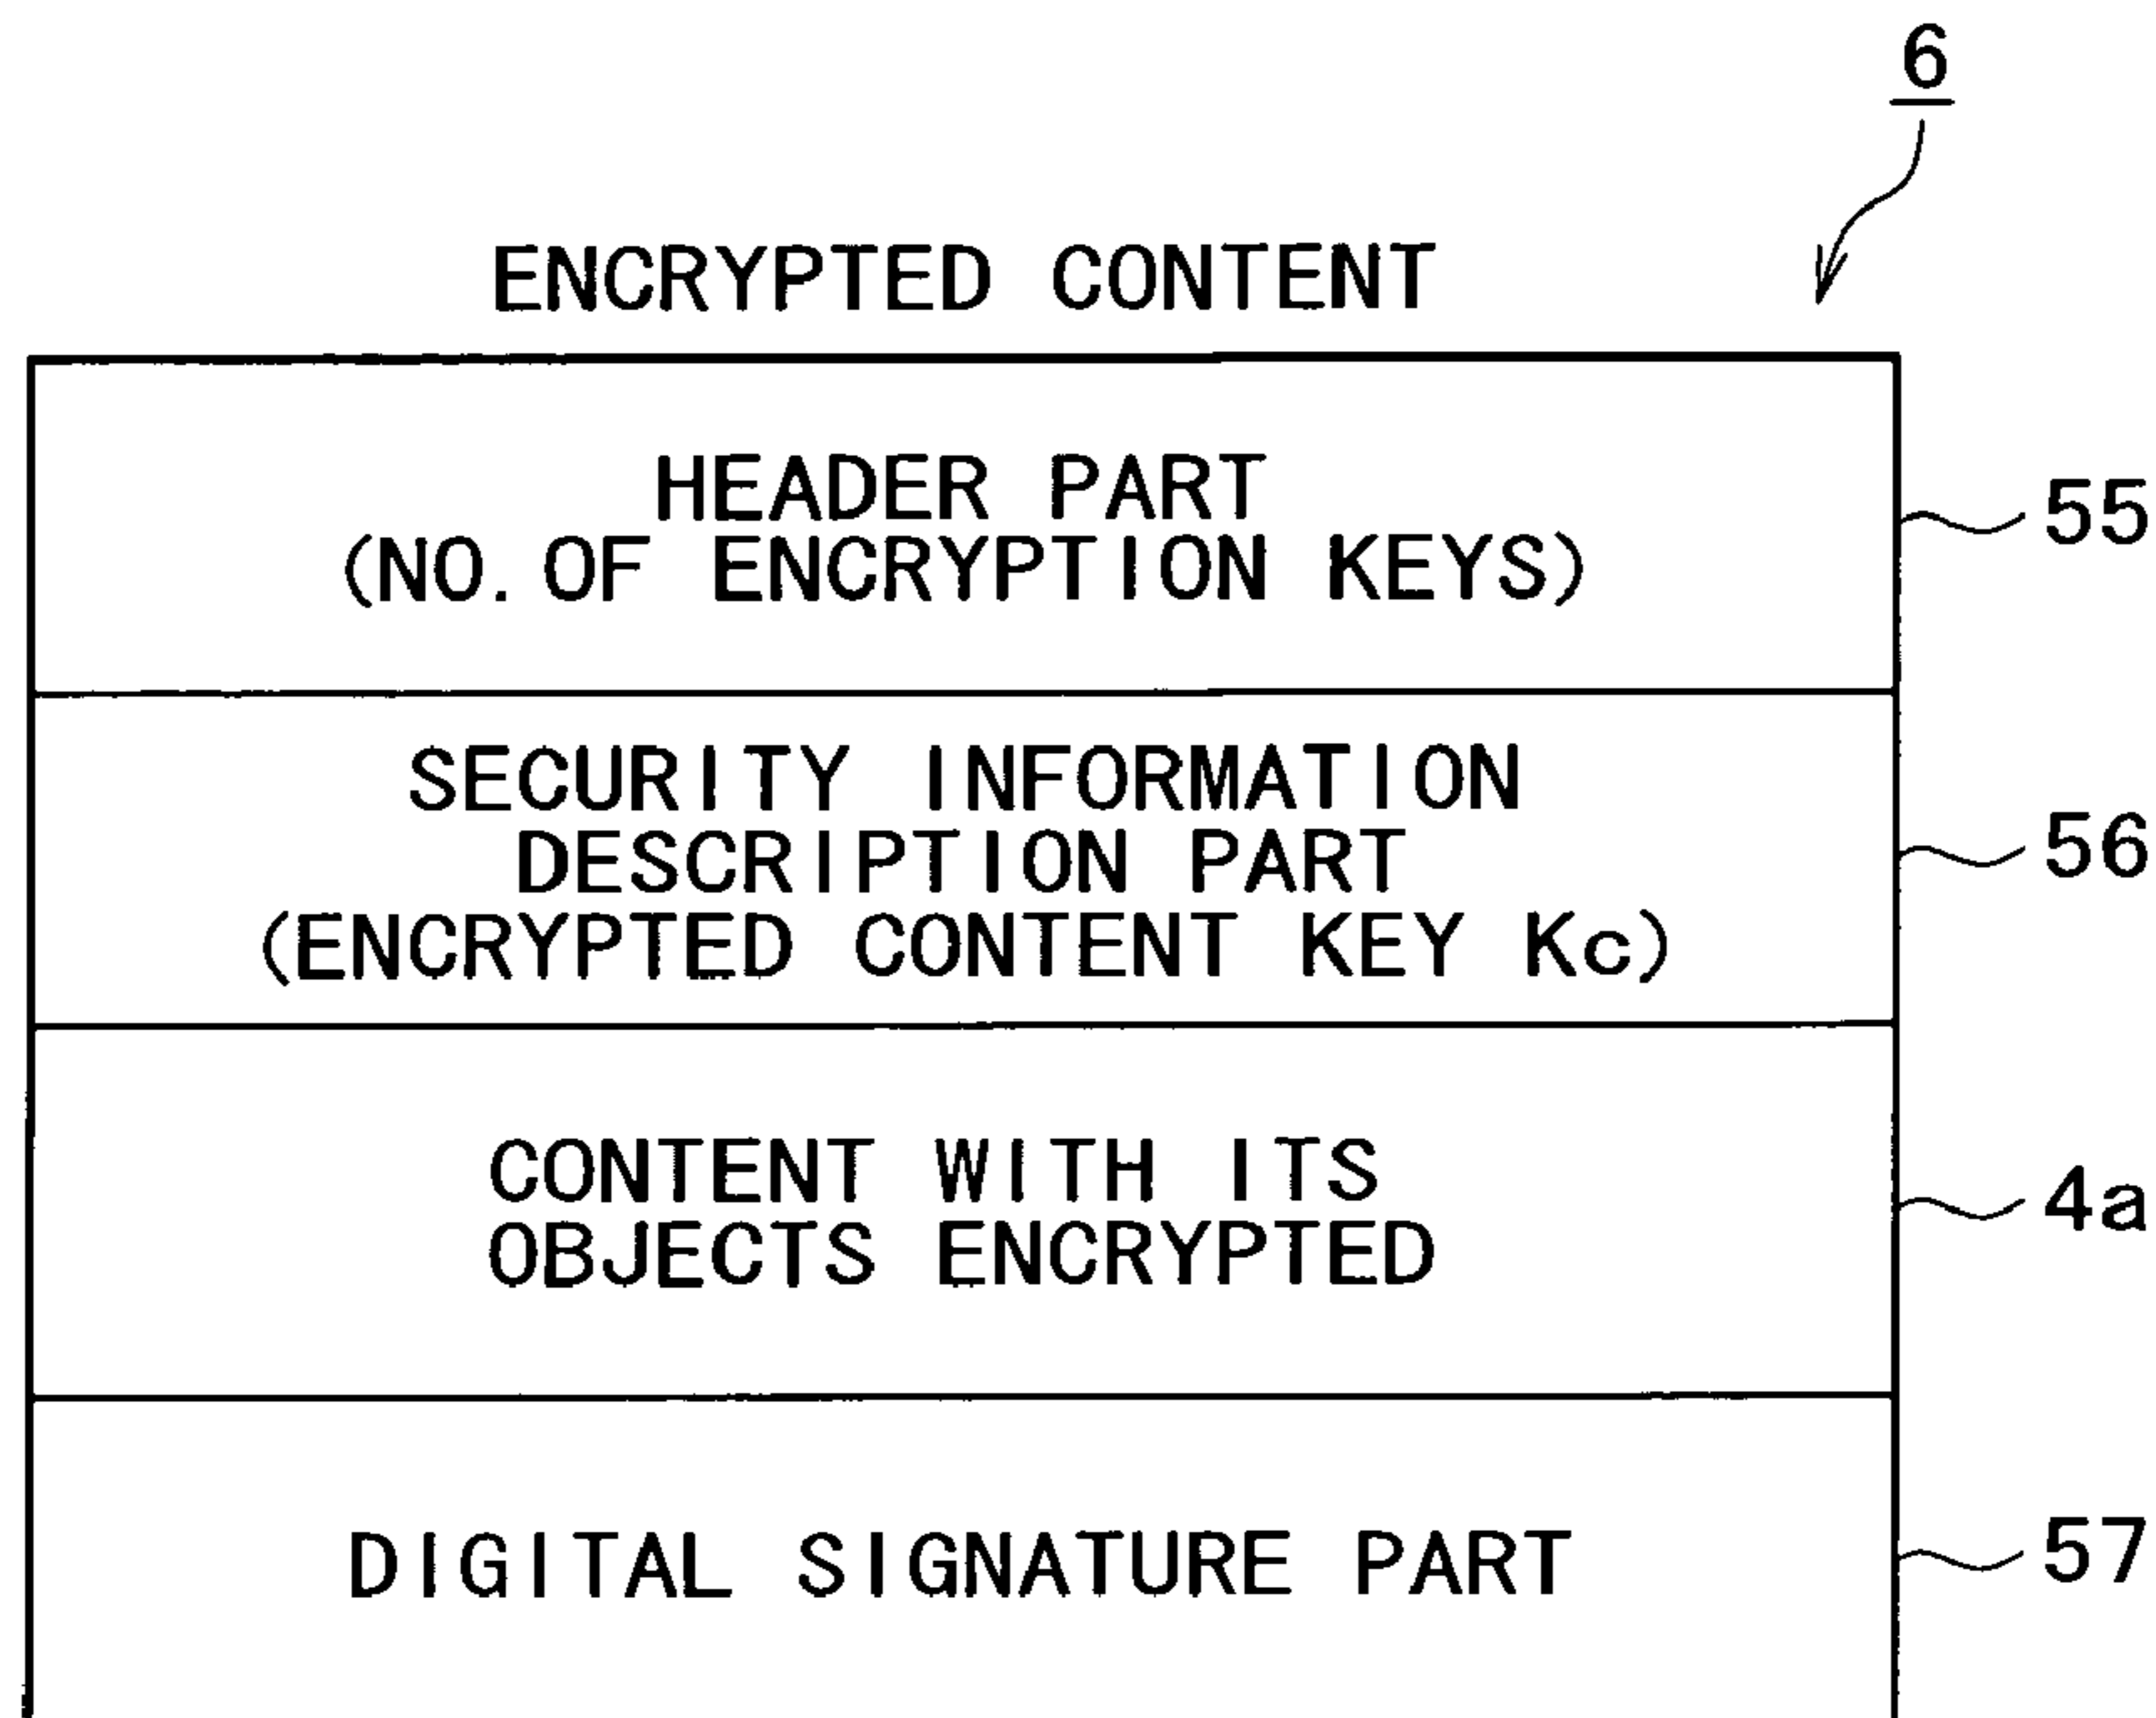 6
ENCRYPTED CONTENT
HEADER PART
(NO. OF ENCRYPTION KEYS)
55
SECURITY INFORMATION
DESCRIPTION PART
(ENCRYPTED CONTENT KEY Kc)
56
CONTENT WITH ITS
OBJECTS ENCRYPTED
4a
DIGITAL SIGNATURE PART
57